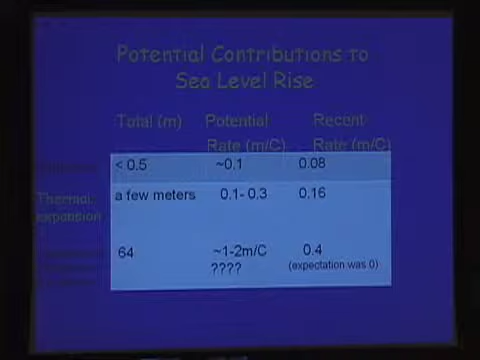 Potential Contributions to
Sea Level Rise
Total (m) Potential Recent
Rate (m/C) Rate (m/C)
< 0.5 ~0.1 0.08
Thermal a few meters 0.1- 0.3 0.16
expansion
64 ~1-2m/C 0.4
???? (expectation was 0)